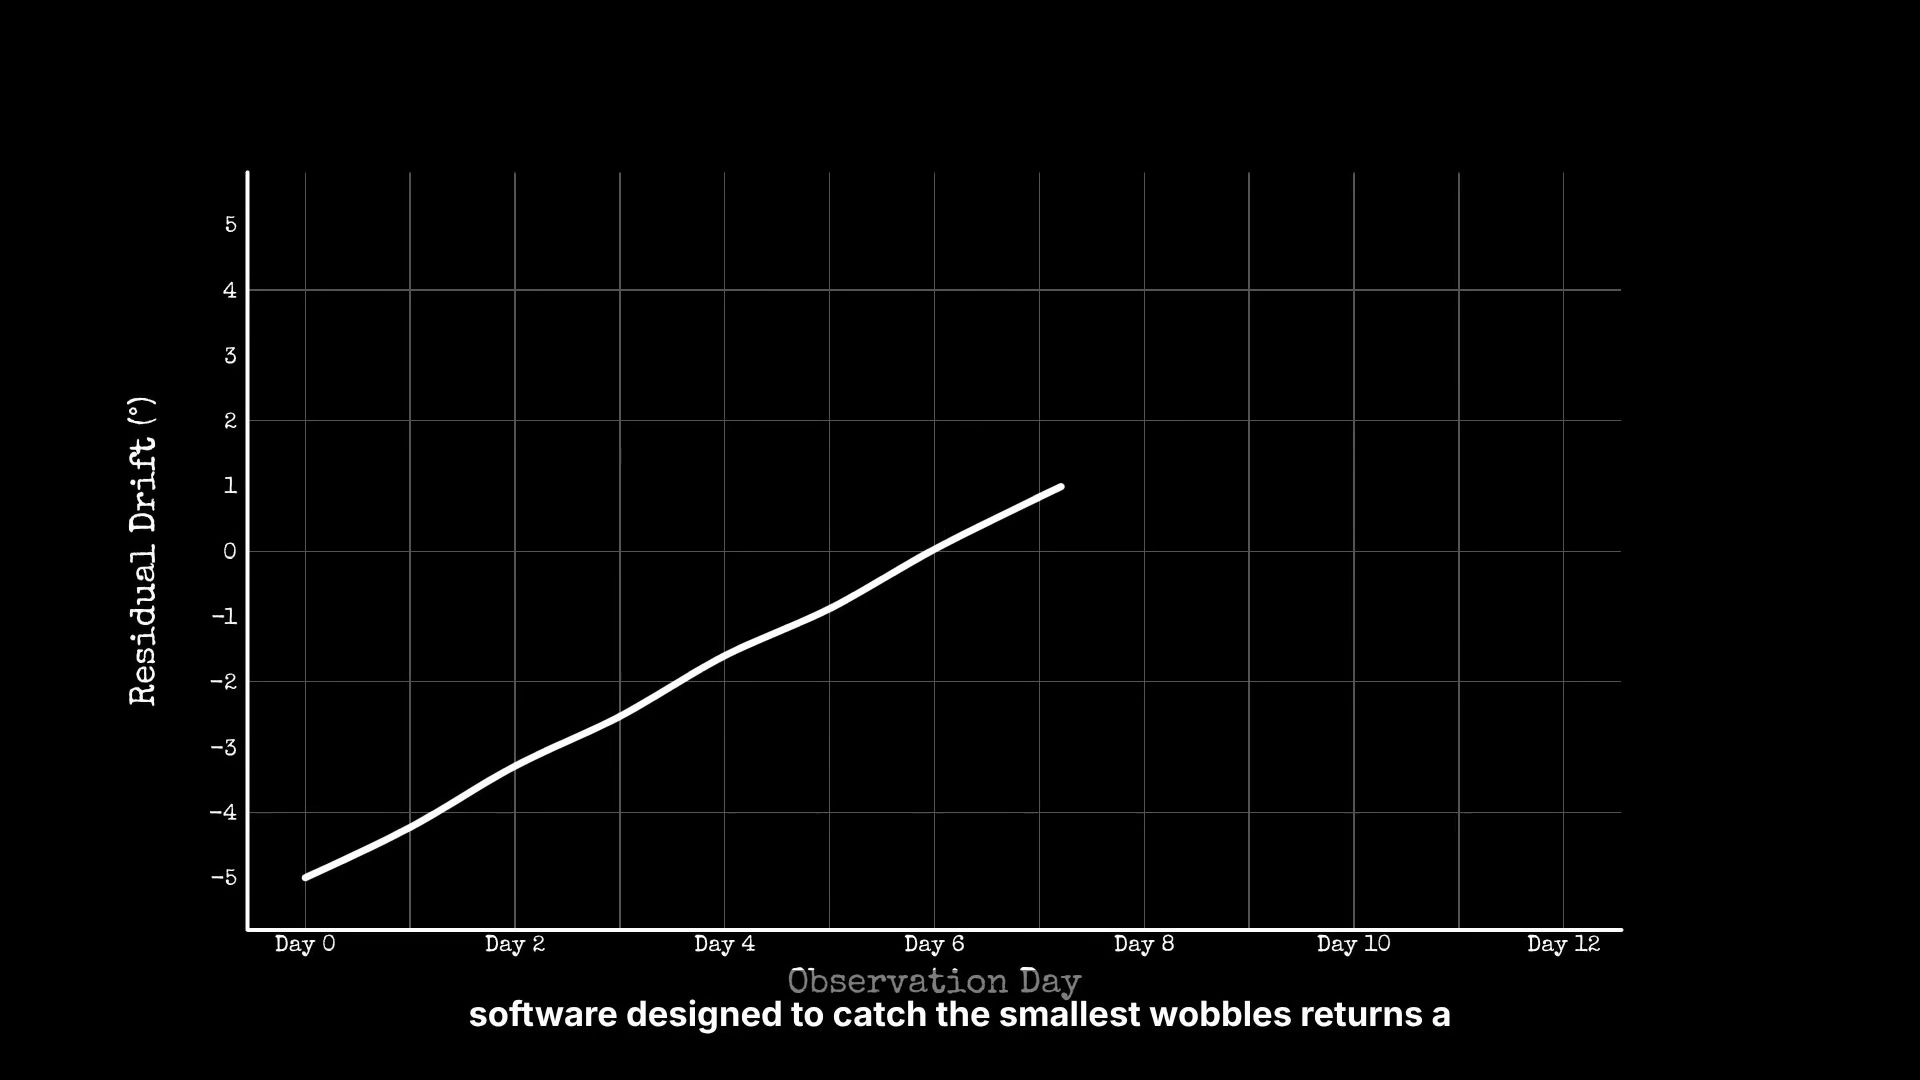 5
4
3
2
1
0
-1
-2
-3
-4
-5
Residual Drift (°)
Day 0 Day 2 Day 4 Day 6 Day 8 Day 10 Day 12
Observation Day
software designed to catch the smallest wobbles returns a